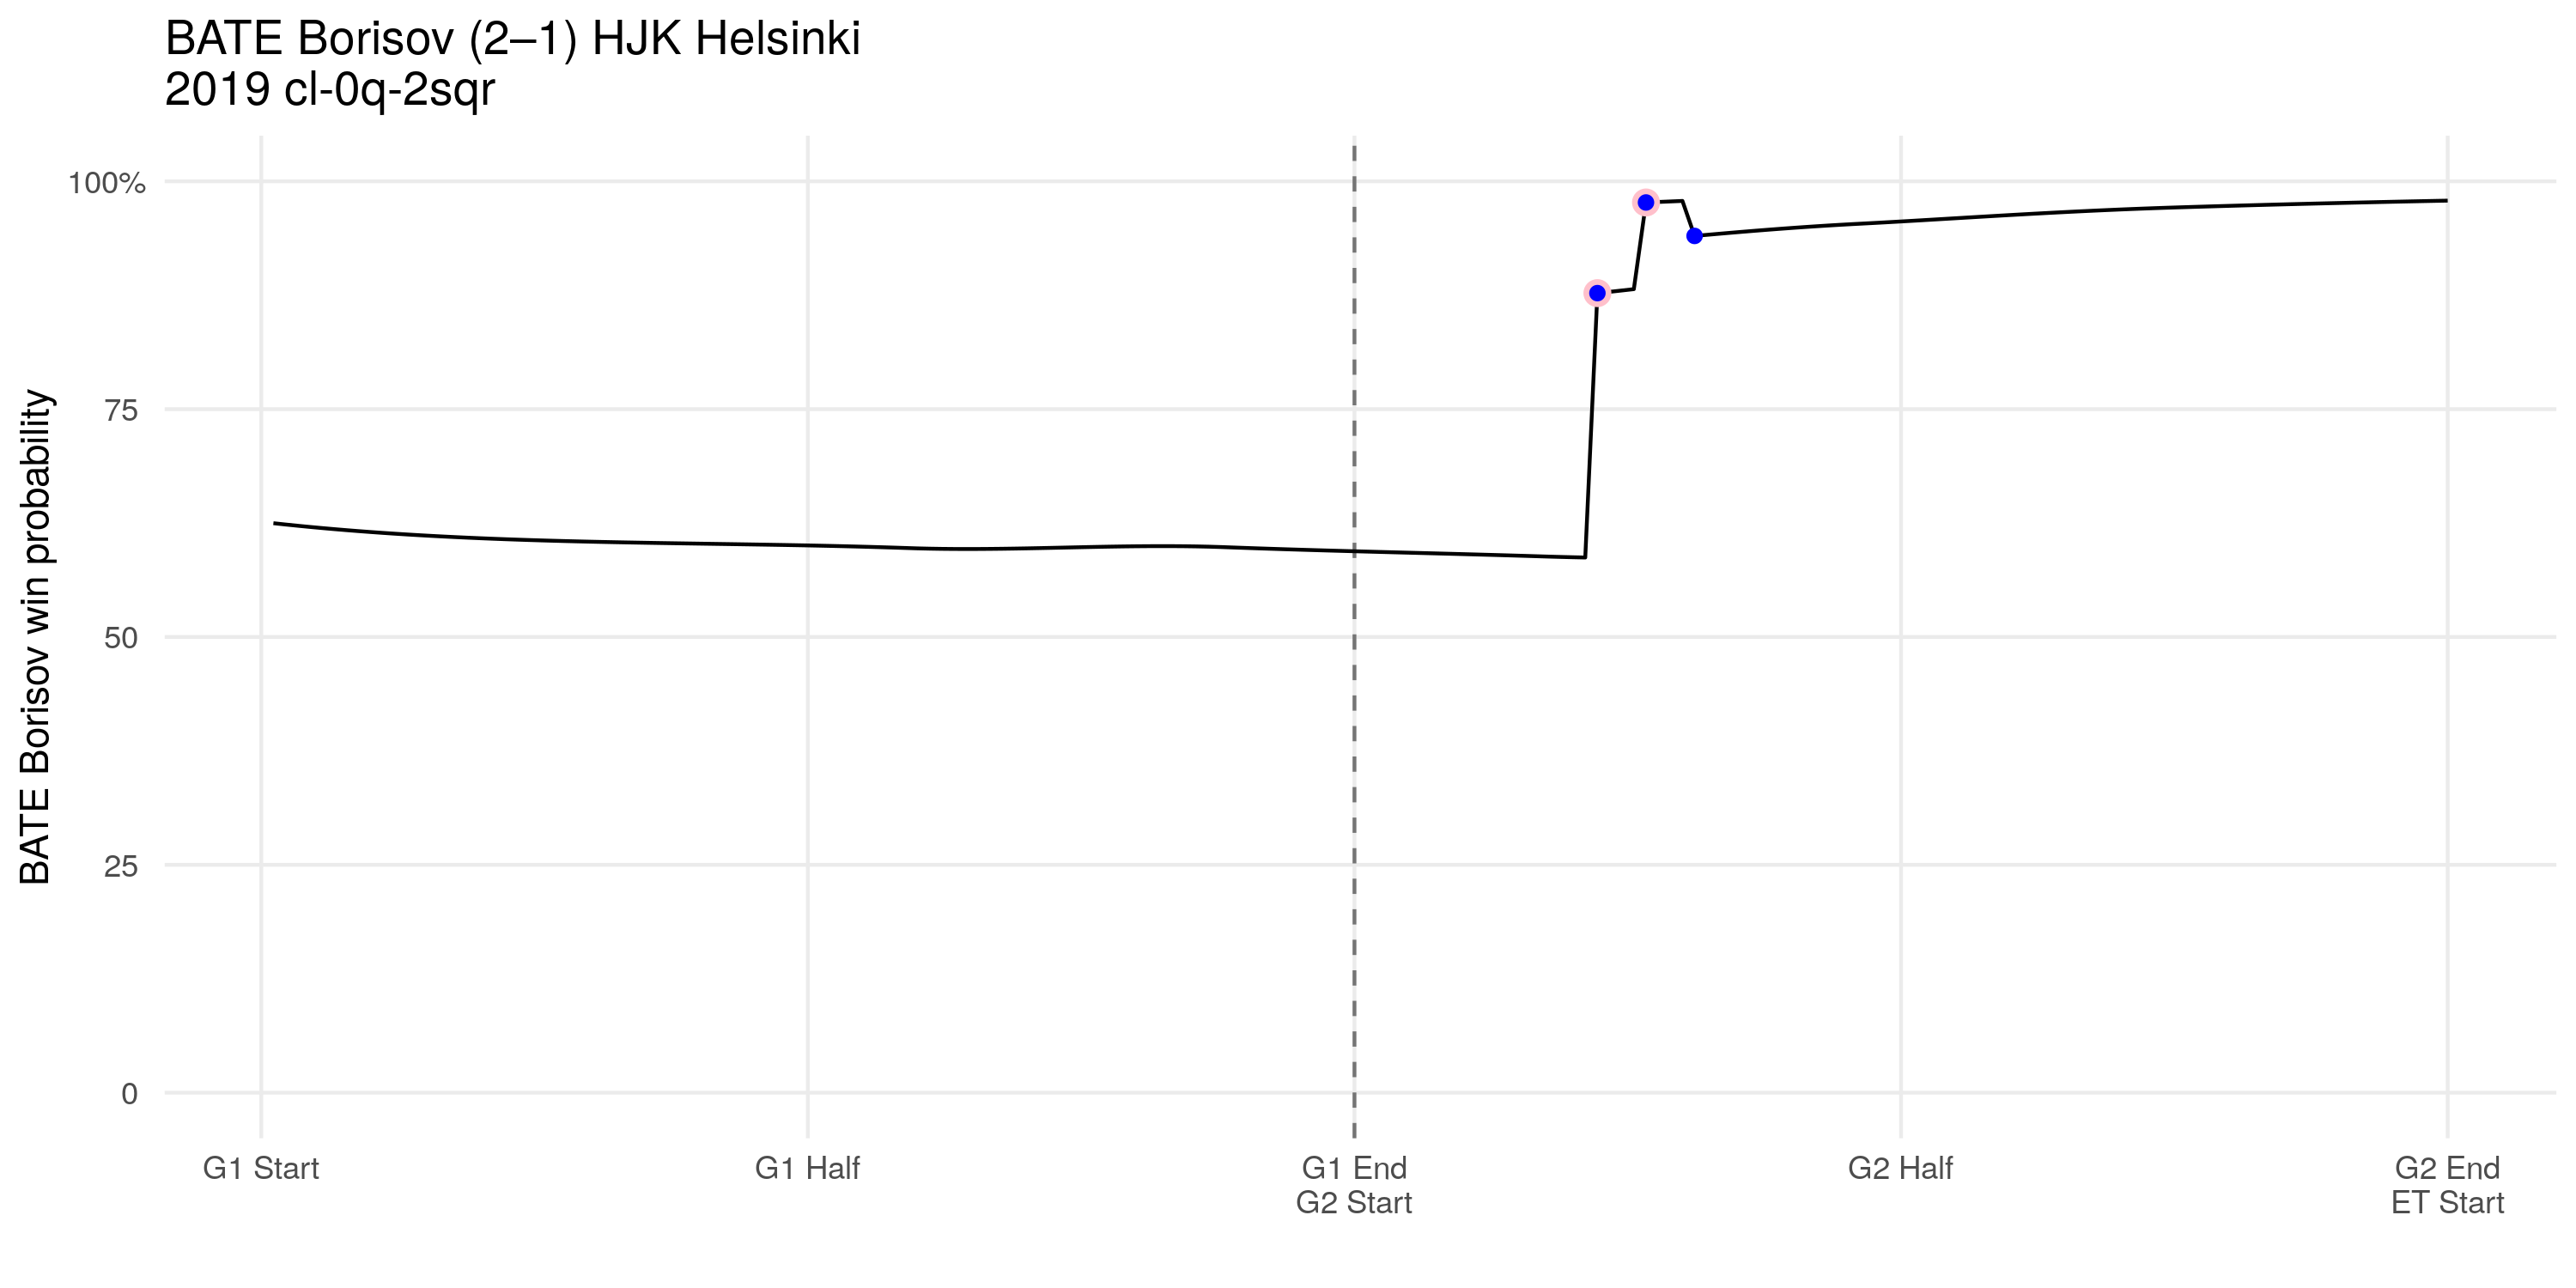 BATE Borisov (2–1) HJK Helsinki
2019 cl-0q-2sqr
BATE Borisov win probability
100%
75
50
25
0
G1 Start
G1 Half
G1 End
G2 Start
G2 Half
G2 End
ET Start